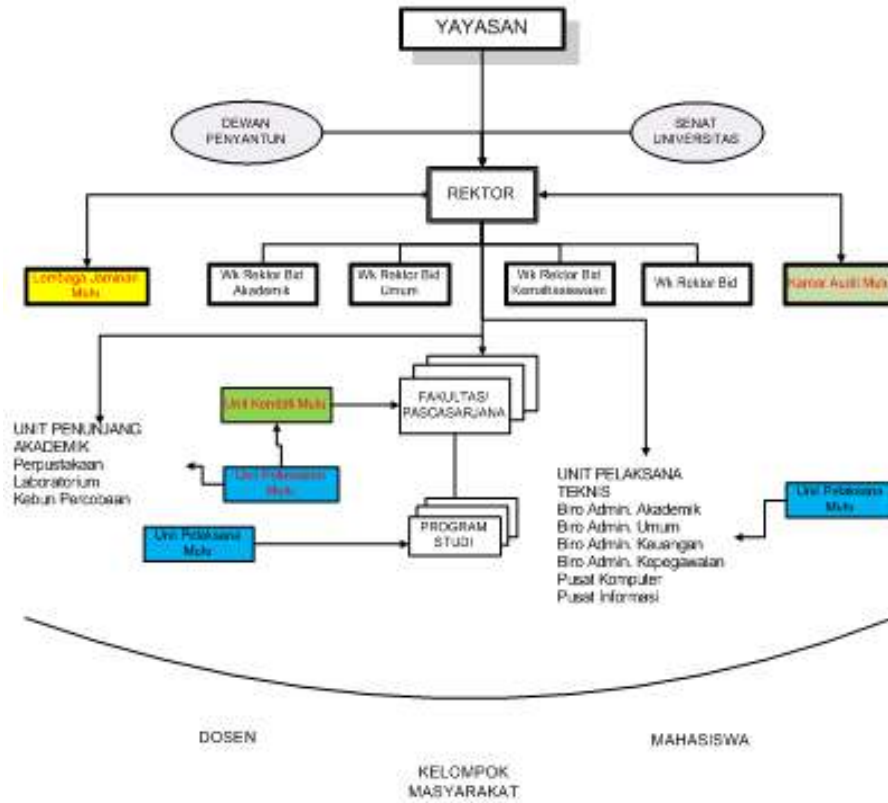 YAYASAN
DEWAN
PENYANTUN
SENAT
UNIVERSITAS
REKTOR
Lembaga Jaminan
Mutu
Wk Rektor Bid
Akademik
Wk Rektor Bid
Umum
Wk Rektor Bid
Kemahasiswaan
Wk Rektor Bid
Kantor Audit Mutu
Unit Kendali Mutu
FAKULTAS/
PASCASARJANA
UNIT PENUNJANG
AKADEMIK
Perpustakaan
Laboratorium
Kebun Percobaan
Unit Pelaksana
Mutu
UNIT PELAKSANA
TEKNIS
Biro Admin. Akademik
Biro Admin. Umum
Biro Admin. Keuangan
Biro Admin. Kepegawaian
Pusat Komputer
Pusat Informasi
Unit Pelaksana
Mutu
Unit Pelaksana
Mutu
PROGRAM
STUDI
DOSEN
MAHASISWA
KELOMPOK
MASYARAKAT